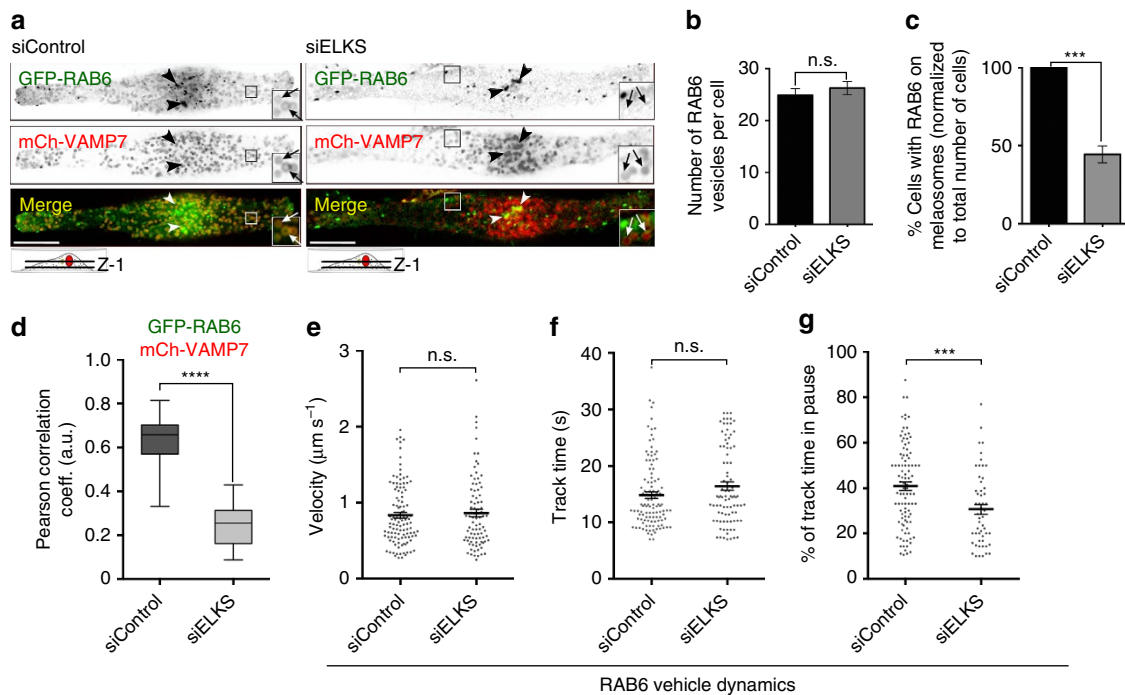 a
siControl
siELKS
GFP-RAB6
GFP-RAB6
mCh-VAMP7
mCh-VAMP7
Merge
Merge
Z-1
Z-1
b
n.s.
Number of RAB6
vesicles per cell
30
20
10
0
siControl
siELKS
c
***
% Cells with RAB6 on
melaosomes (normalized
to total number of cells)
100
50
0
siControl
siELKS
d
GFP-RAB6
mCh-VAMP7
****
Pearson correlation
coeff. (a.u.)
1.0
0.8
0.6
0.4
0.2
0
siControl
siELKS
e
n.s.
Velocity (μm s⁻¹)
3
2
1
0
siControl
siELKS
f
n.s.
Track time (s)
40
30
20
10
0
siControl
siELKS
g
***
% of track time in pause
100
80
60
40
20
0
siControl
siELKS
RAB6 vehicle dynamics